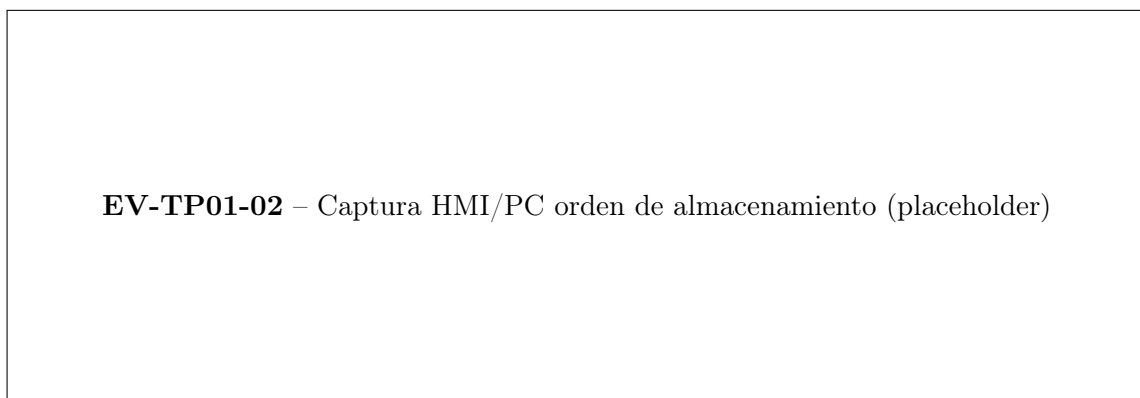 EV-TP01-02 – Captura HMI/PC orden de almacenamiento (placeholder)